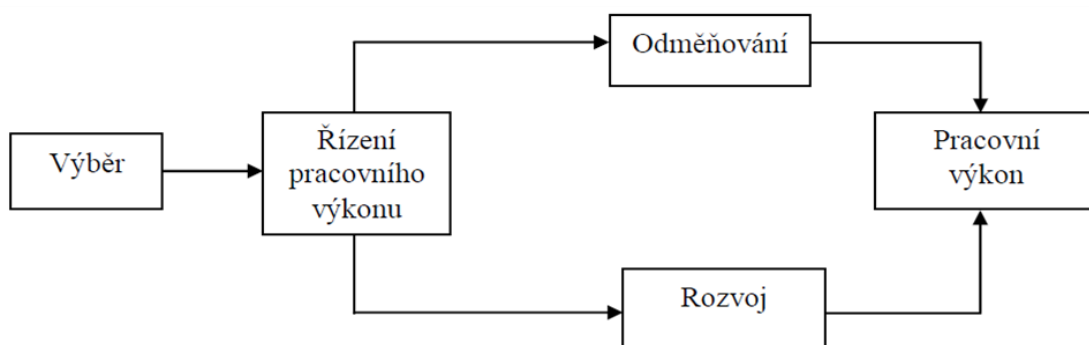 Odměňování
Výběr
Řízení
pracovního
výkonu
Pracovní
výkon
Rozvoj